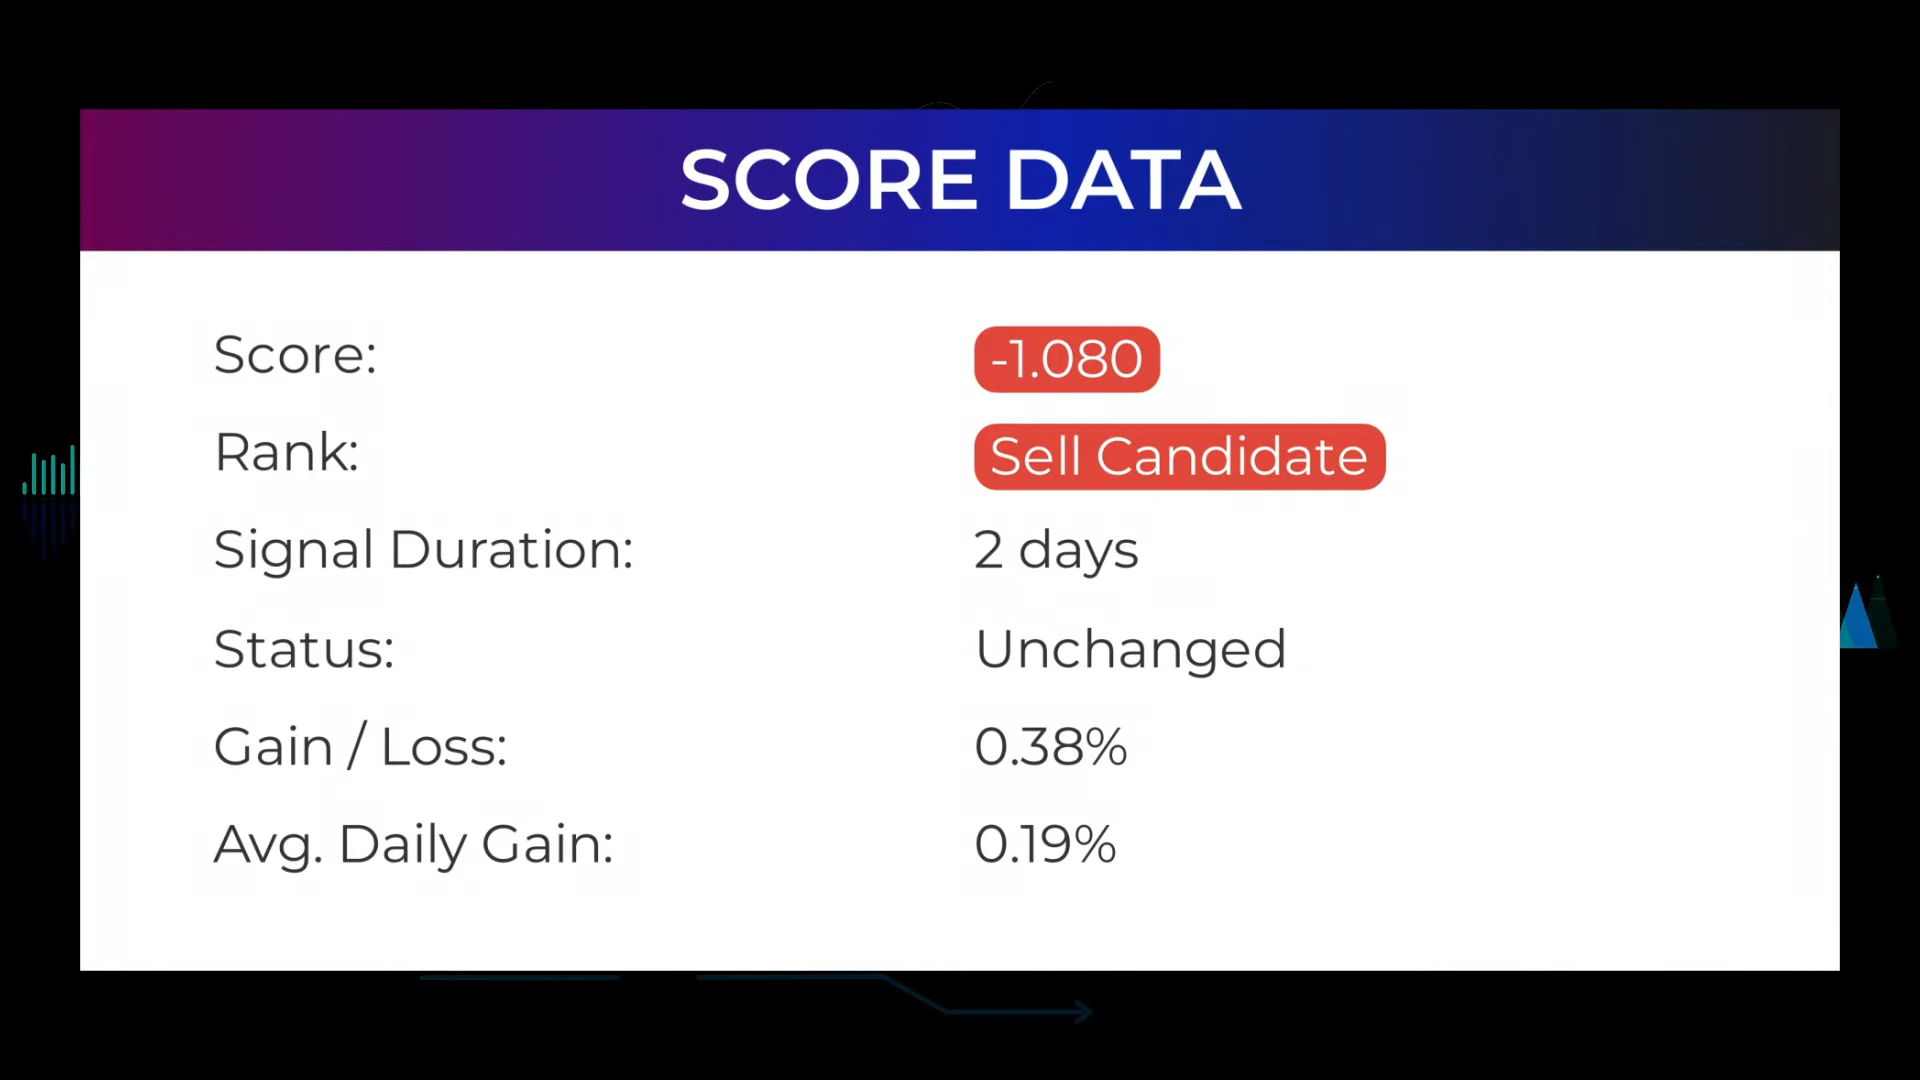 SCORE DATA
Score: -1.080
Rank: Sell Candidate
Signal Duration: 2 days
Status: Unchanged
Gain / Loss: 0.38%
Avg. Daily Gain: 0.19%